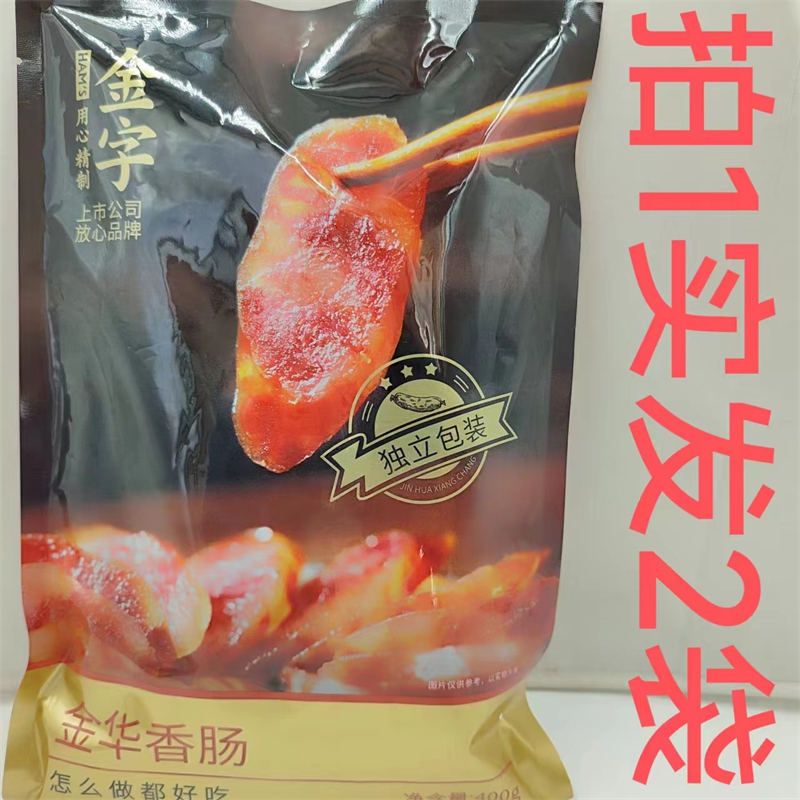 金字
HAM'S 用心精制
上市公司
放心品牌
独立包装
JIN HUA XIANG CHANG
图片仅供参考，以实物为准
金华香肠
怎么做都好吃
净含量:400g
拍1实发2袋